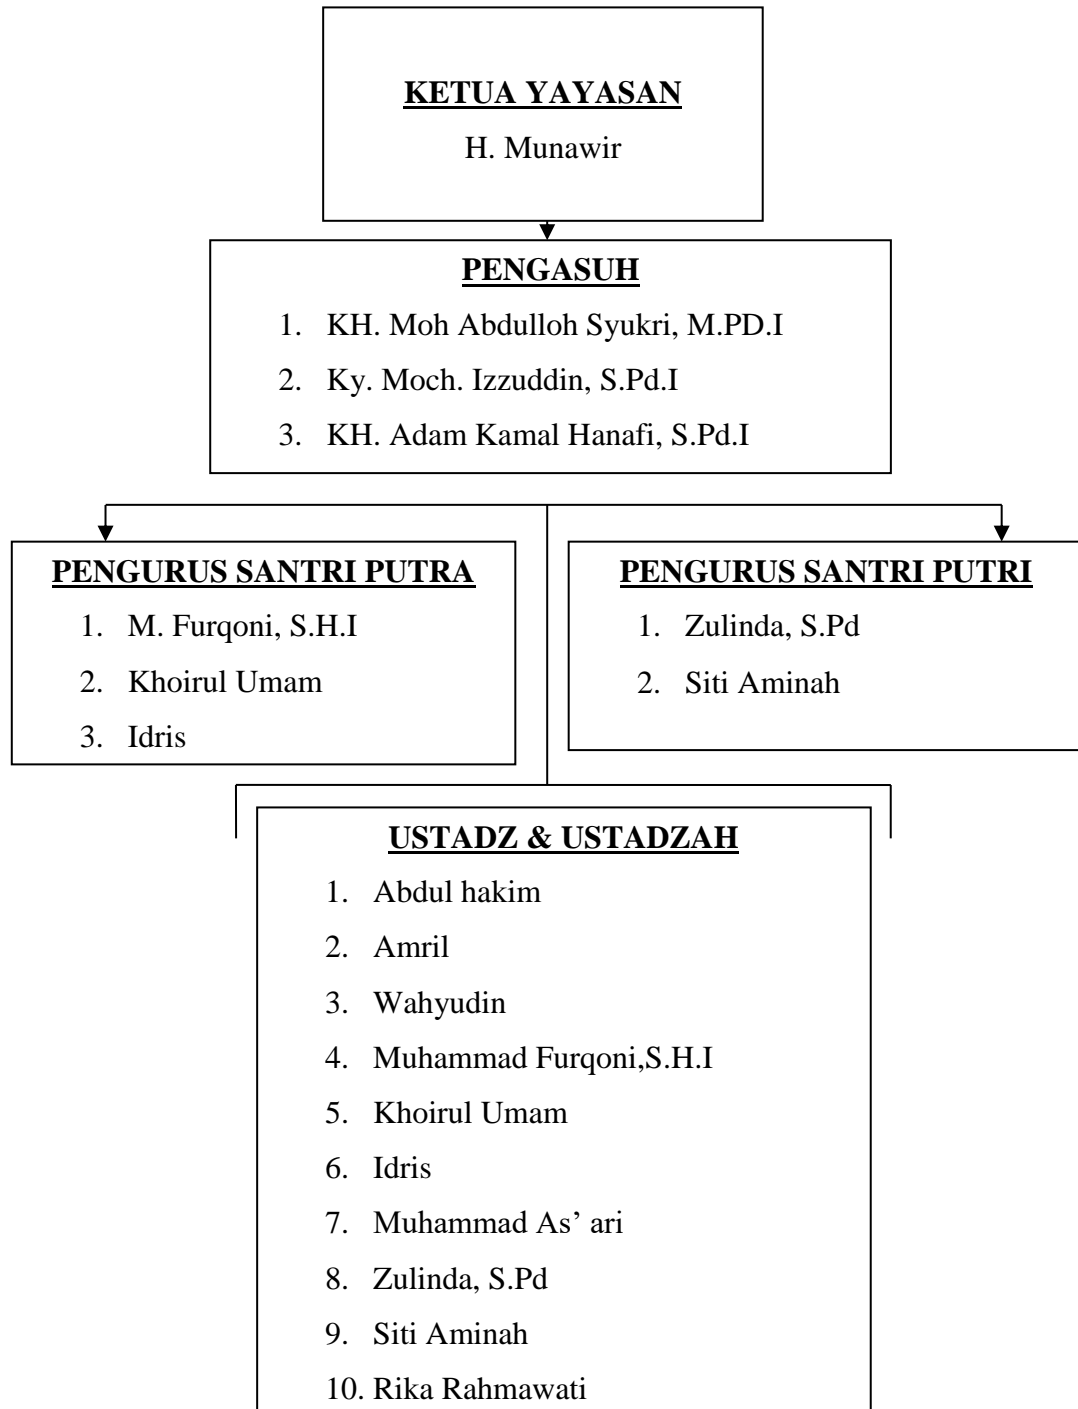 KETUA YAYASAN
H. Munawir
PENGASUH
1. KH. Moh Abdulloh Syukri, M.PD.I
2. Ky. Moch. Izzuddin, S.Pd.I
3. KH. Adam Kamal Hanafi, S.Pd.I
PENGURUS SANTRI PUTRA
1. M. Furqoni, S.H.I
2. Khoirul Umam
3. Idris
PENGURUS SANTRI PUTRI
1. Zulinda, S.Pd
2. Siti Aminah
USTADZ & USTADZAH
1. Abdul hakim
2. Amril
3. Wahyudin
4. Muhammad Furqoni,S.H.I
5. Khoirul Umam
6. Idris
7. Muhammad As’ ari
8. Zulinda, S.Pd
9. Siti Aminah
10. Rika Rahmawati